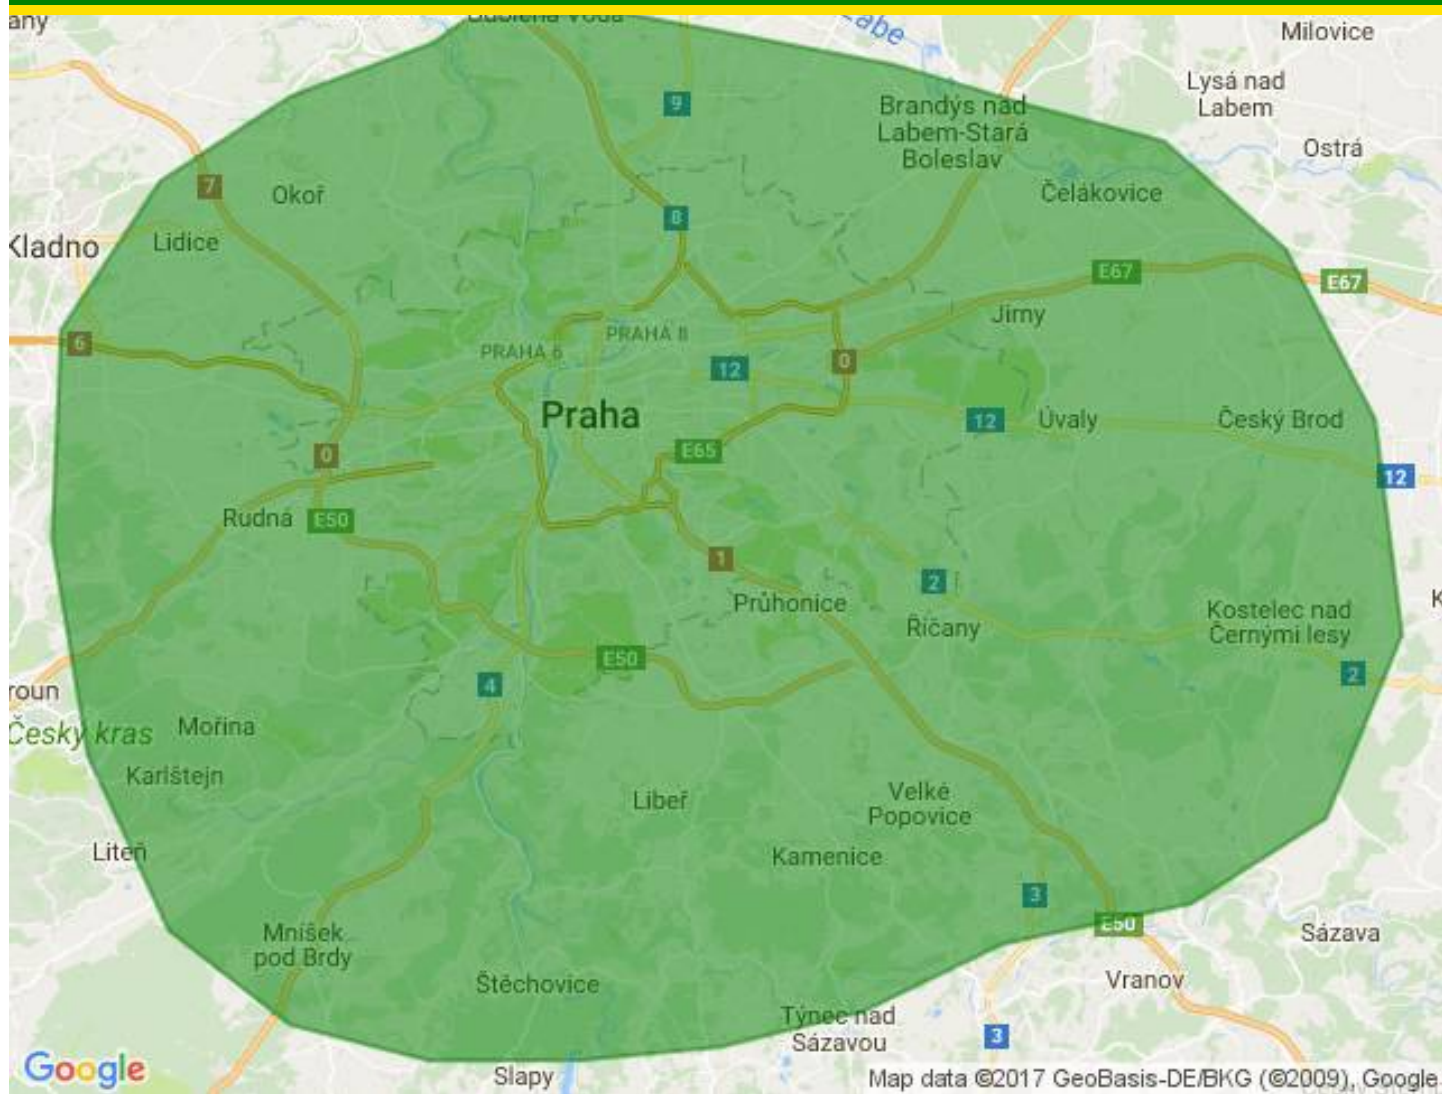 Labe
Milovice
Lysá nad
Labem
9
Brandýs nad
Labem-Stará
Boleslav
Ostrá
7
Okoř
Čelákovice
8
Lidice
Kladno
E67
E67
Jirny
PRAHA 8
6
PRAHA 6
0
12
Praha
12
Úvaly
Český Brod
E65
0
12
Rudná
E50
1
2
Průhonice
Říčany
Kostelec nad
Černými lesy
E50
4
2
roun
Mořina
Český kras
Karlštejn
Libeř
Velké
Popovice
Liteň
Kamenice
3
E50
Mníšek
pod Brdy
Sázava
Štěchovice
Vranov
Týnec nad
Sázavou
3
Google
Slapy
Map data ©2017 GeoBasis-DE/BKG (©2009), Google